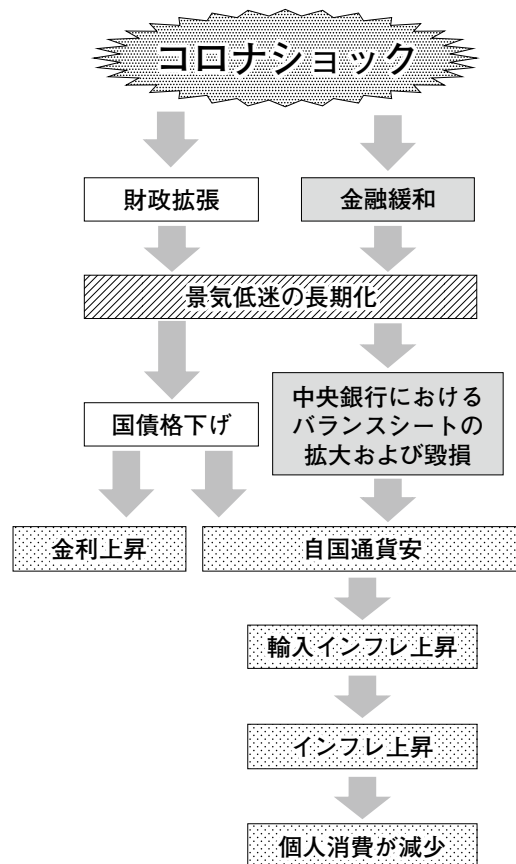 コロナショック
財政拡張
金融緩和
景気低迷の長期化
国債格下げ
中央銀行における
バランスシートの
拡大および毀損
金利上昇
自国通貨安
輸入インフレ上昇
インフレ上昇
個人消費が減少